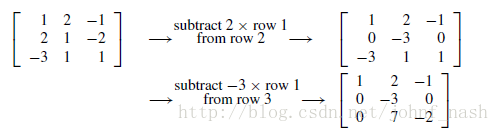 1 2 −1
2 1 −2
−3 1 1
→ subtract 2 × row 1 from row 2 →
1 2 −1
0 −3 0
−3 1 1
→ subtract −3 × row 1 from row 3 →
1 2 −1
0 −3 0
0 7 −2
http://blog.csdn.net/johnf_nash